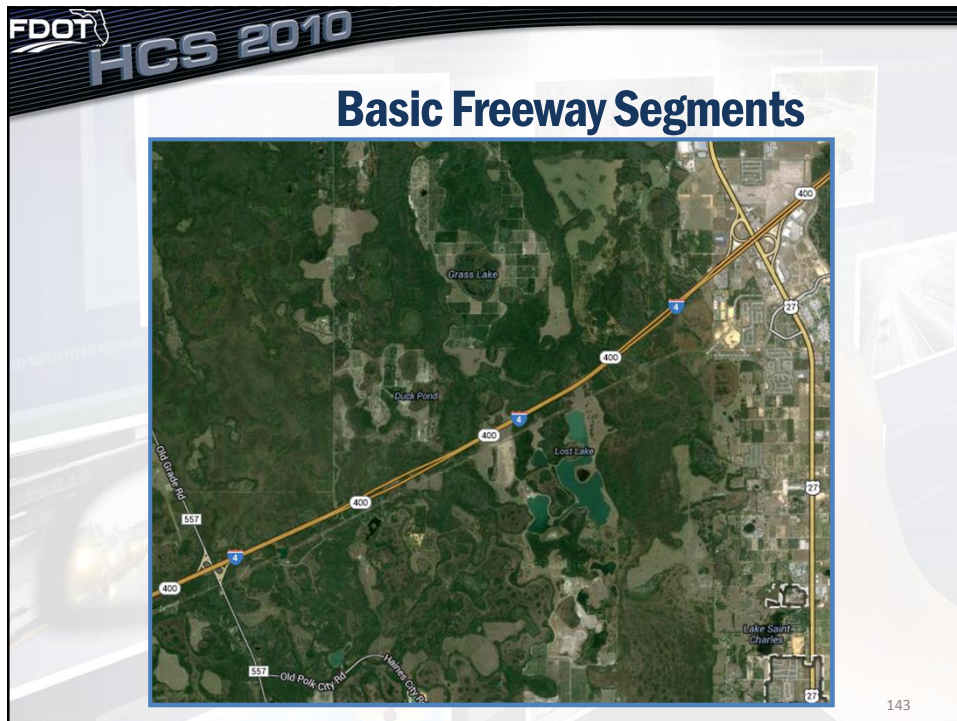 FDOT
HCS 2010
Basic Freeway Segments
400
Grass Lake
4
27
400
Duck Pond
4
400
Lost Lake
Old Grade Rd
27
400
557
4
400
Lake Saint
Charles
557
Old Polk City Rd
Haines City R
27
143